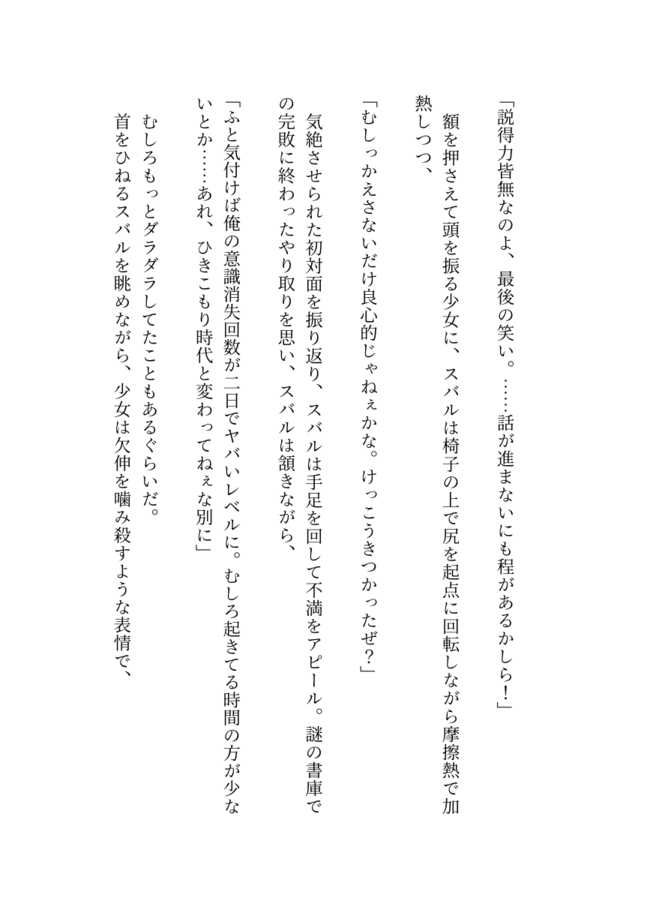 「説得力皆無なのよ、最後の笑い。……話が進まないにも程があるかしら！」
額を押さえて頭を振る少女に、スバルは椅子の上で尻を起点に回転しながら摩擦熱で加
熱しつつ、
「むしっかえさないだけ良心的じゃねぇかな。けっこうきつかったぜ？」
気絶させられた初対面を振り返り、スバルは手足を回して不満をアピール。謎の書庫で
の完敗に終わったやり取りを思い、スバルは頷きながら、
「ふと気付けば俺の意識消失回数が二日でヤバいレベルに。むしろ起きてる時間の方が少な
いとか……あれ、ひきこもり時代と変わってねぇな別に」
むしろもっとダラダラしてたこともあるぐらいだ。
首をひねるスバルを眺めながら、少女は欠伸を噛み殺すような表情で、